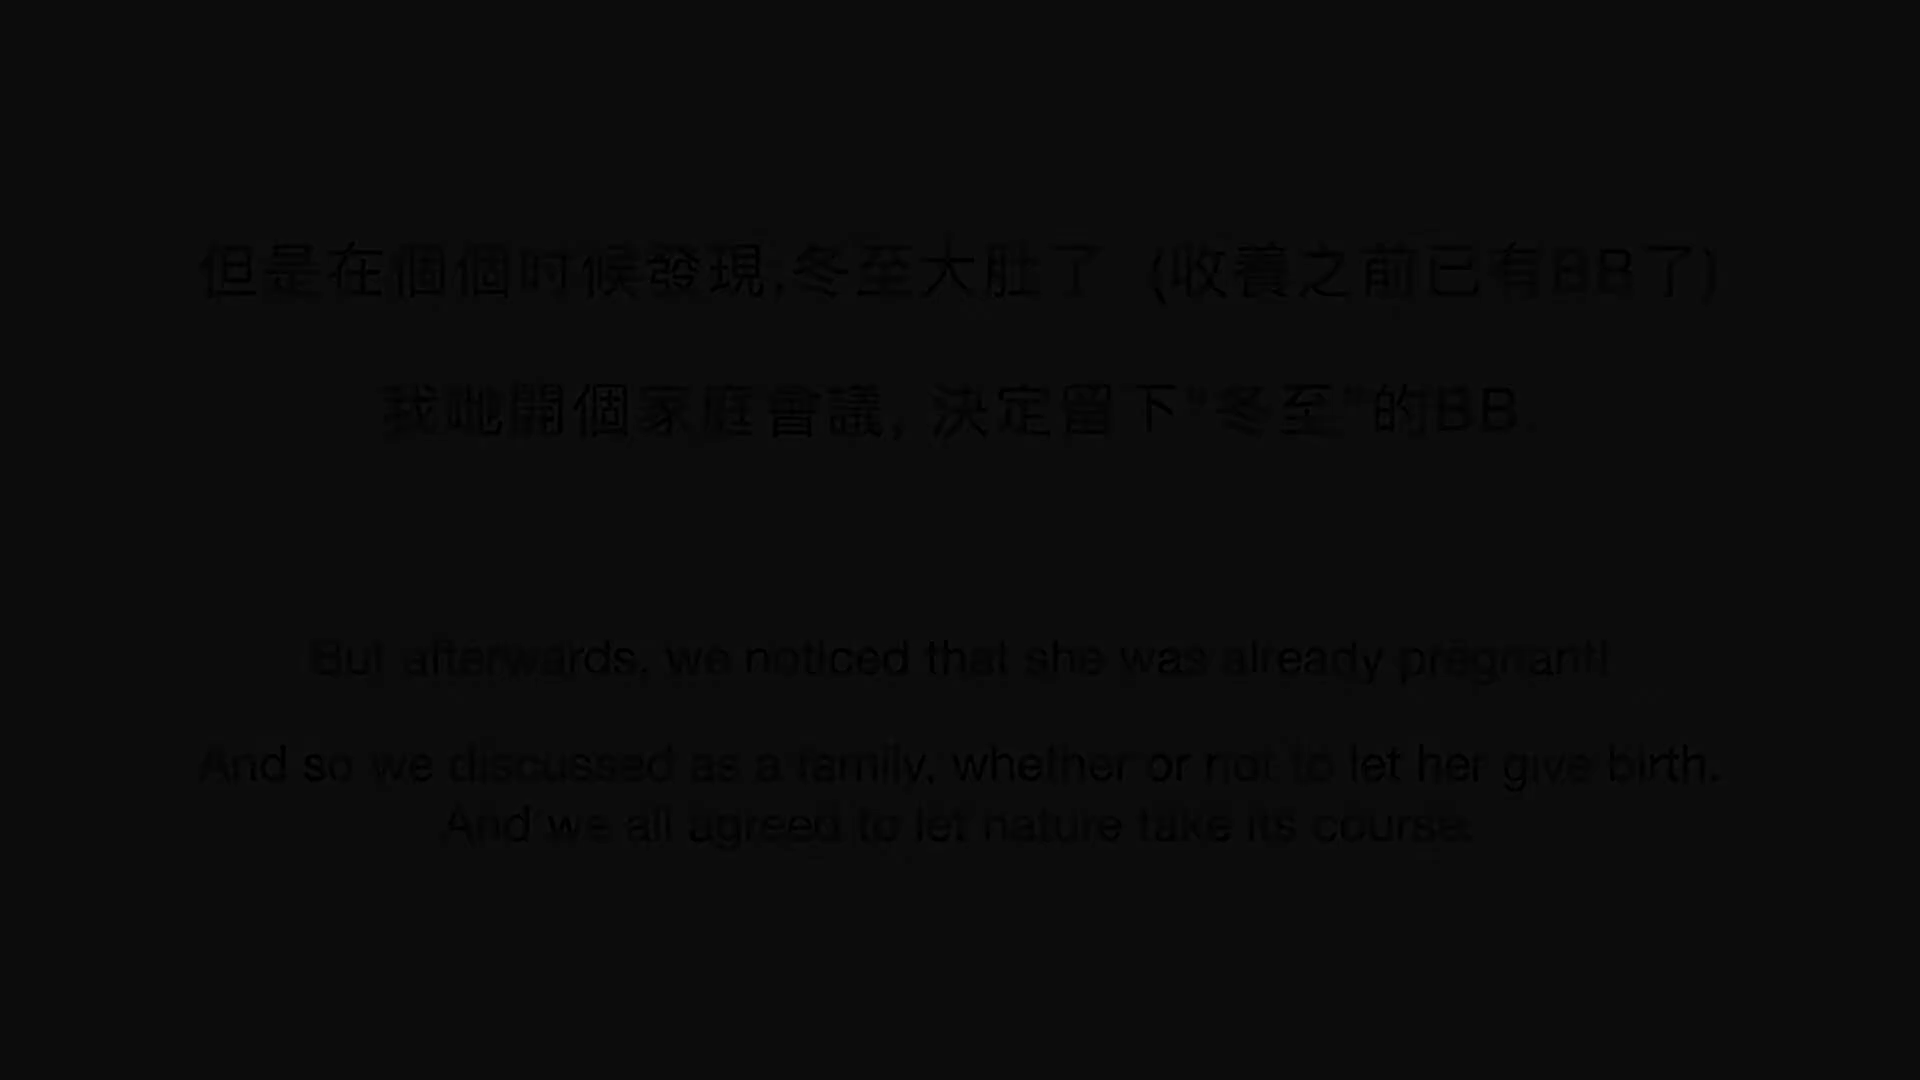 但是在個個吋候發現,冬至大肚了 (收養之前已有BB了)
我哋開個家庭會議, 決定留下"冬至"的BB.
But afterwards, we noticed that she was already pregnant!
And so we discussed as a family, whether or not to let her give birth.
And we all agreed to let nature take its course.